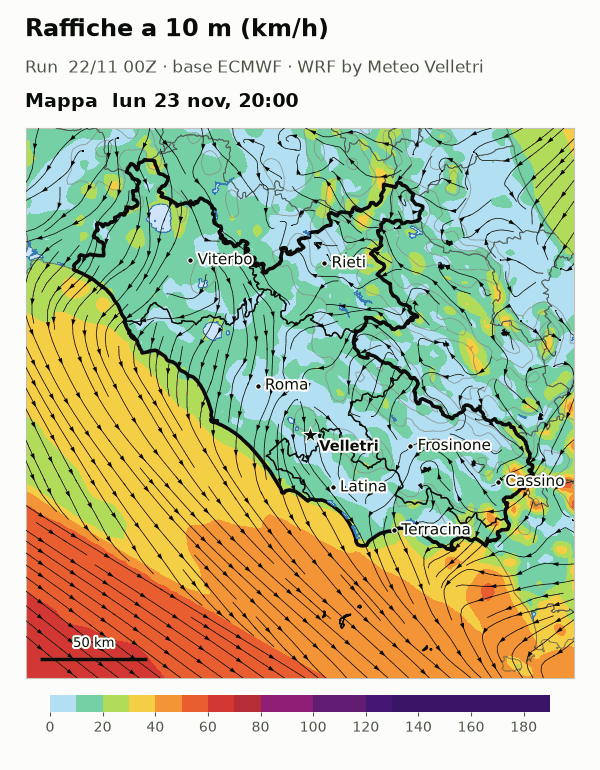 Raffiche a 10 m (km/h)
Run  22/11 00Z · base ECMWF · WRF by Meteo Velletri
Mappa  lun 23 nov, 20:00
Viterbo
Rieti
Roma
Velletri
Frosinone
Latina
Cassino
Terracina
50 km
0 20 40 60 80 100 120 140 160 180